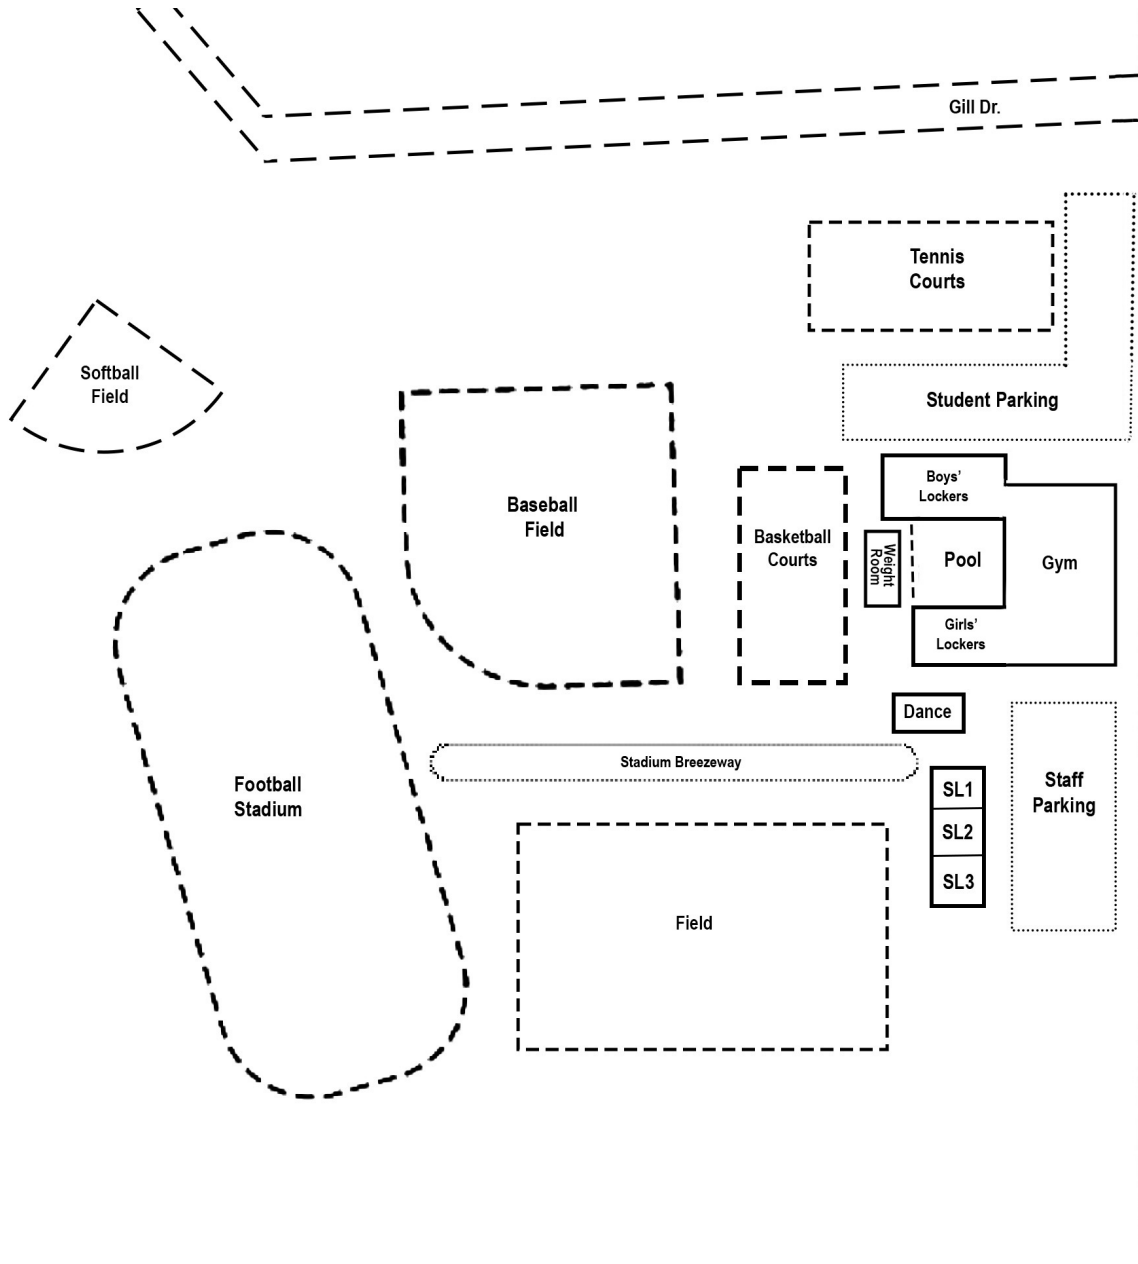 Gill Dr.
Tennis
Courts
Softball
Field
Student Parking
Boys’
Lockers
Baseball
Field
Basketball
Courts
Weight
Room
Pool
Gym
Girls’
Lockers
Dance
Stadium Breezeway
Football
Stadium
SL1
Staff
Parking
SL2
SL3
Field